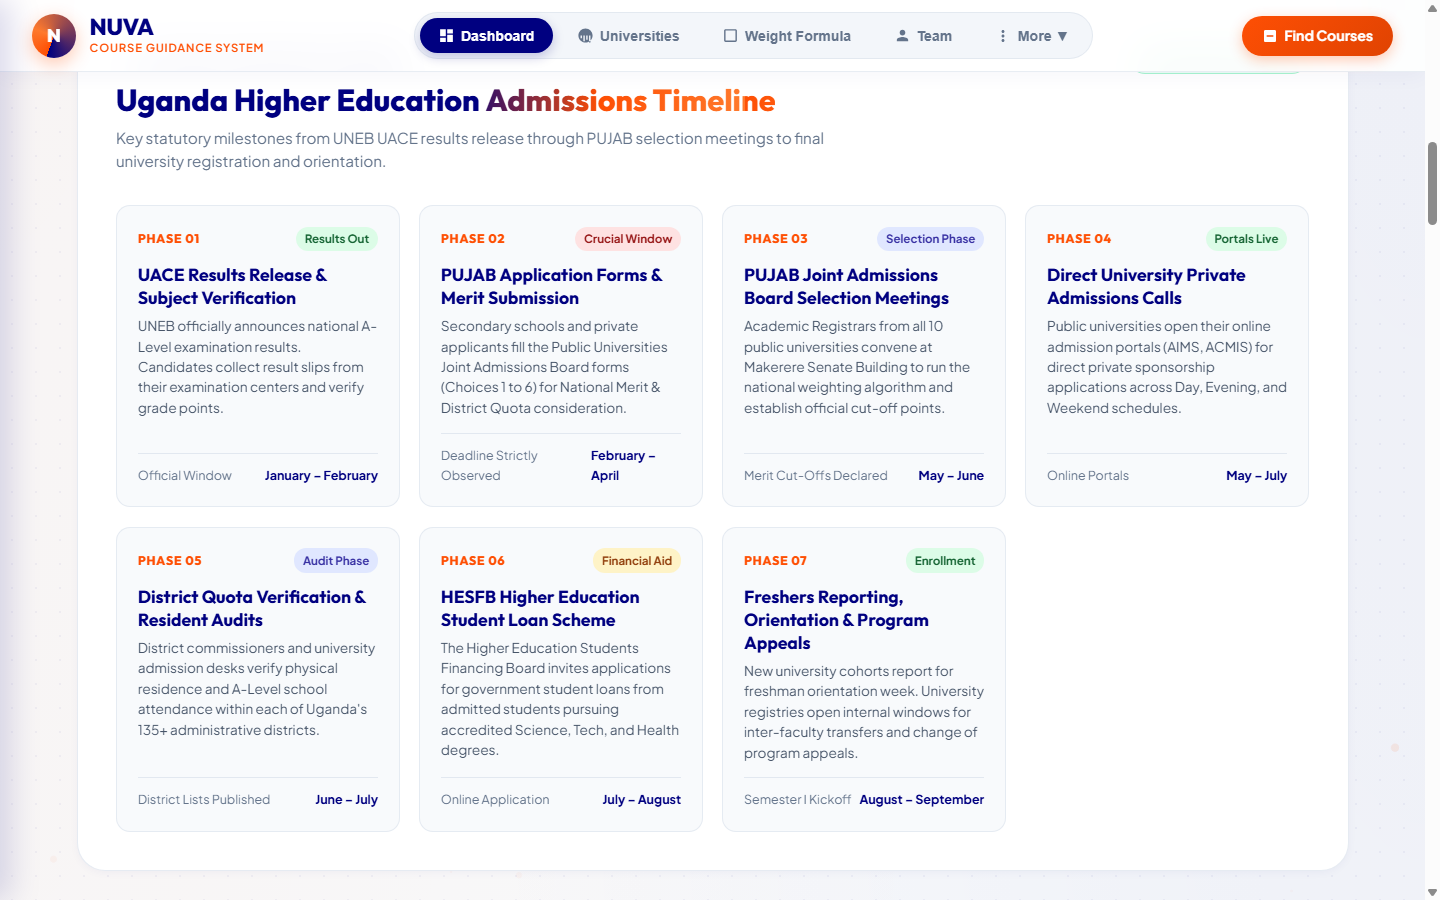 N
NUVA
COURSE GUIDANCE SYSTEM
Dashboard
Universities
Weight Formula
Team
More ▼
Find Courses
Uganda Higher Education Admissions Timeline
Key statutory milestones from UNEB UACE results release through PUJAB selection meetings to final
university registration and orientation.
PHASE 01
Results Out
UACE Results Release &
Subject Verification
UNEB officially announces national A-
Level examination results.
Candidates collect result slips from
their examination centers and verify
grade points.
Official Window
January – February
PHASE 02
Crucial Window
PUJAB Application Forms &
Merit Submission
Secondary schools and private
applicants fill the Public Universities
Joint Admissions Board forms
(Choices 1 to 6) for National Merit &
District Quota consideration.
Deadline Strictly
Observed
February –
April
PHASE 03
Selection Phase
PUJAB Joint Admissions
Board Selection Meetings
Academic Registrars from all 10
public universities convene at
Makerere Senate Building to run the
national weighting algorithm and
establish official cut-off points.
Merit Cut-Offs Declared
May – June
PHASE 04
Portals Live
Direct University Private
Admissions Calls
Public universities open their online
admission portals (AIMS, ACMIS) for
direct private sponsorship
applications across Day, Evening, and
Weekend schedules.
Online Portals
May – July
PHASE 05
Audit Phase
District Quota Verification &
Resident Audits
District commissioners and university
admission desks verify physical
residence and A-Level school
attendance within each of Uganda's
135+ administrative districts.
District Lists Published
June – July
PHASE 06
Financial Aid
HESFB Higher Education
Student Loan Scheme
The Higher Education Students
Financing Board invites applications
for government student loans from
admitted students pursuing
accredited Science, Tech, and Health
degrees.
Online Application
July – August
PHASE 07
Enrollment
Freshers Reporting,
Orientation & Program
Appeals
New university cohorts report for
freshman orientation week. University
registries open internal windows for
inter-faculty transfers and change of
program appeals.
Semester I Kickoff
August – September